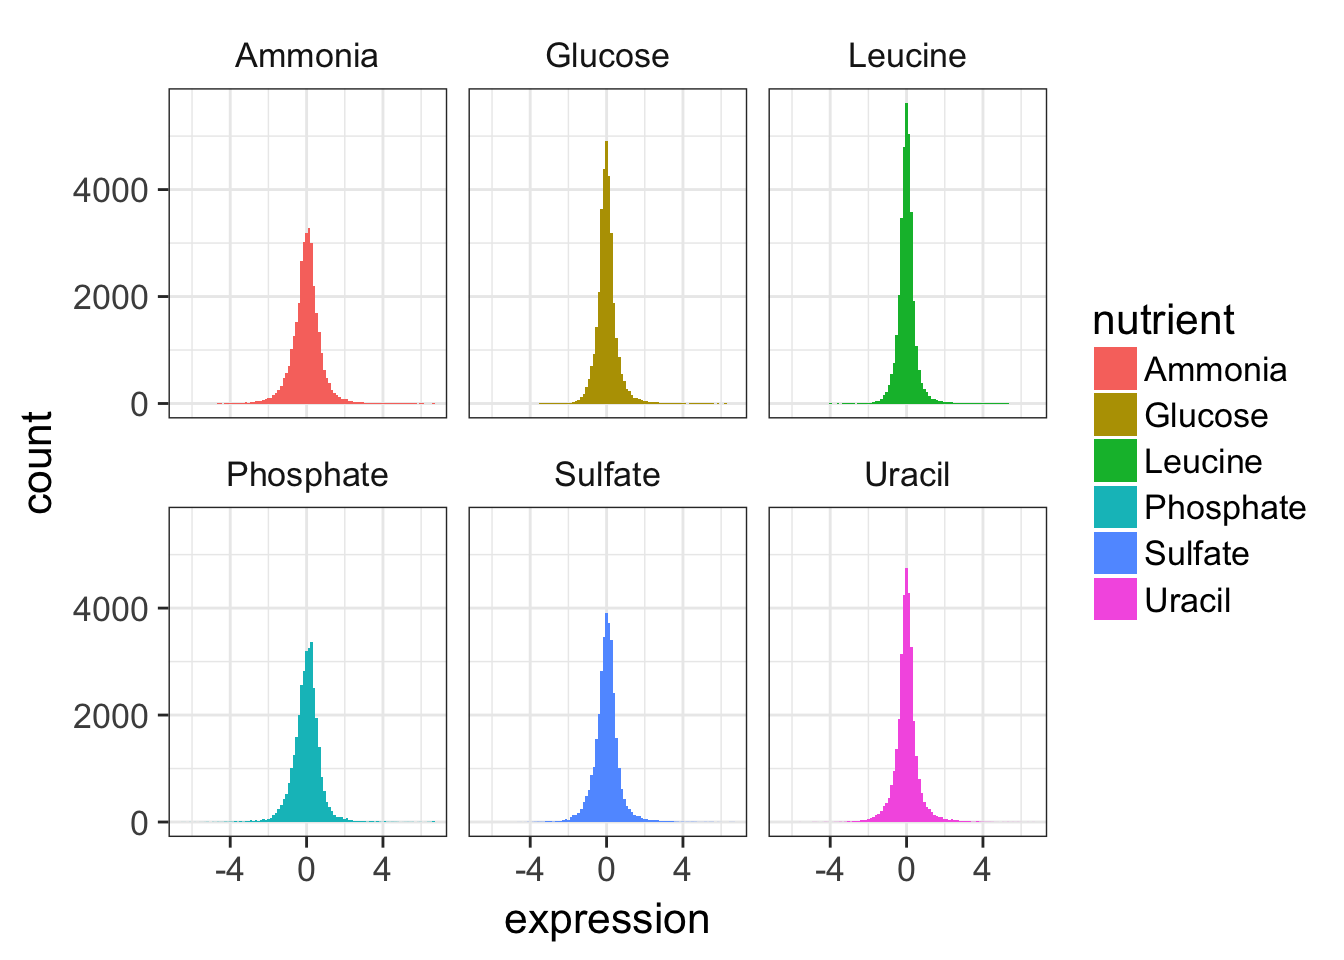 Ammonia Glucose Leucine
4000
2000
0
Phosphate Sulfate Uracil
4000
2000
0
-4 0 4 -4 0 4 -4 0 4
expression
count
nutrient
Ammonia
Glucose
Leucine
Phosphate
Sulfate
Uracil